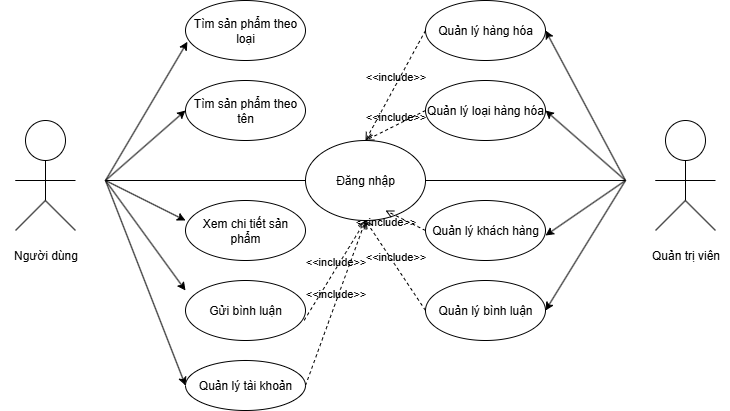 Tìm sản phẩm theo
loại
Quản lý hàng hóa
<<include>>
Tìm sản phẩm theo
tên
<<include>>
Quản lý loại hàng hóa
Đăng nhập
Xem chi tiết sản
phẩm
<<include>>
Quản lý khách hàng
Người dùng
Quản trị viên
<<include>>
<<include>>
<<include>>
Gửi bình luận
Quản lý bình luận
Quản lý tài khoản